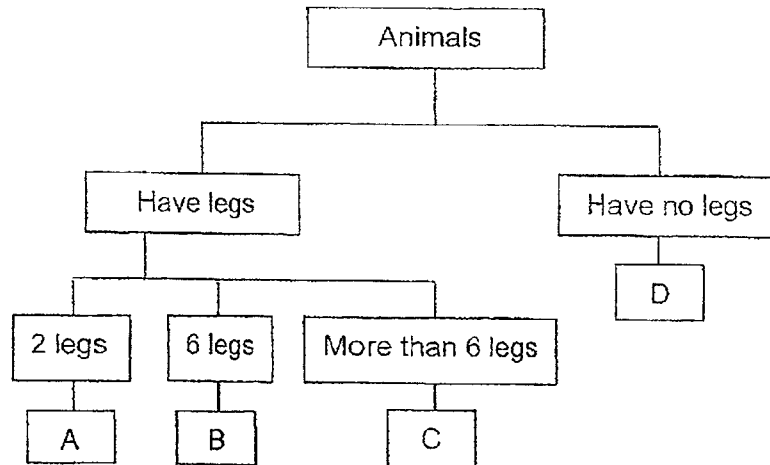 Animals
Have legs
Have no legs
D
2 legs
6 legs
More than 6 legs
A
B
C